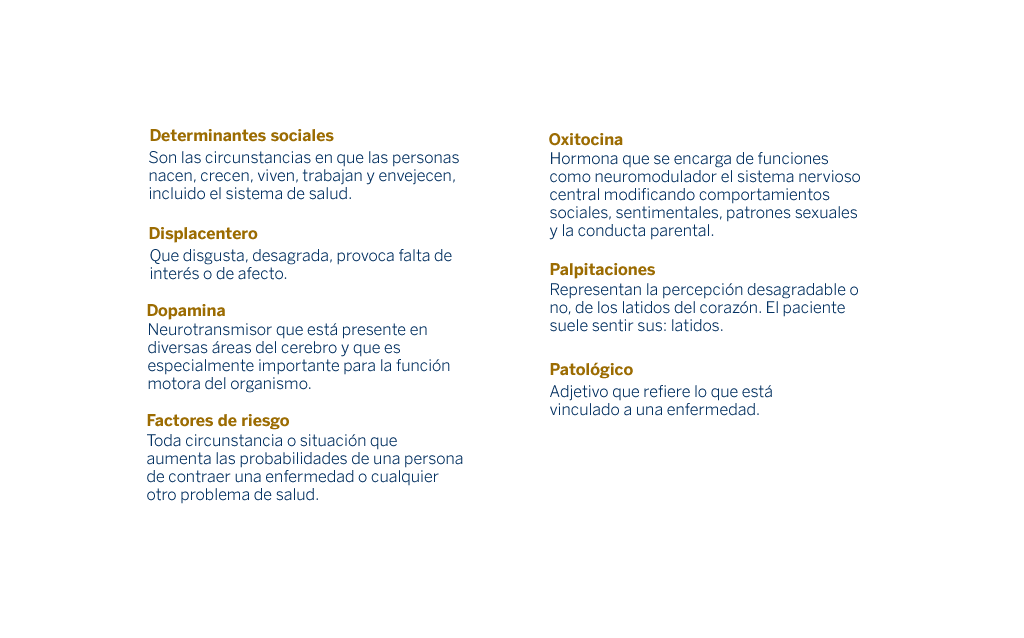 Determinantes sociales
Son las circunstancias en que las personas
nacen, crecen, viven, trabajan y envejecen,
incluido el sistema de salud.
Displacentero
Que disgusta, desagrada, provoca falta de
interés o de afecto.
Dopamina
Neurotransmisor que está presente en
diversas áreas del cerebro y que es
especialmente importante para la función
motora del organismo.
Factores de riesgo
Toda circunstancia o situación que
aumenta las probabilidades de una persona
de contraer una enfermedad o cualquier
otro problema de salud.
Oxitocina
Hormona que se encarga de funciones
como neuromodulador el sistema nervioso
central modificando comportamientos
sociales, sentimentales, patrones sexuales
y la conducta parental.
Palpitaciones
Representan la percepción desagradable o
no, de los latidos del corazón. El paciente
suele sentir sus: latidos.
Patológico
Adjetivo que refiere lo que está
vinculado a una enfermedad.